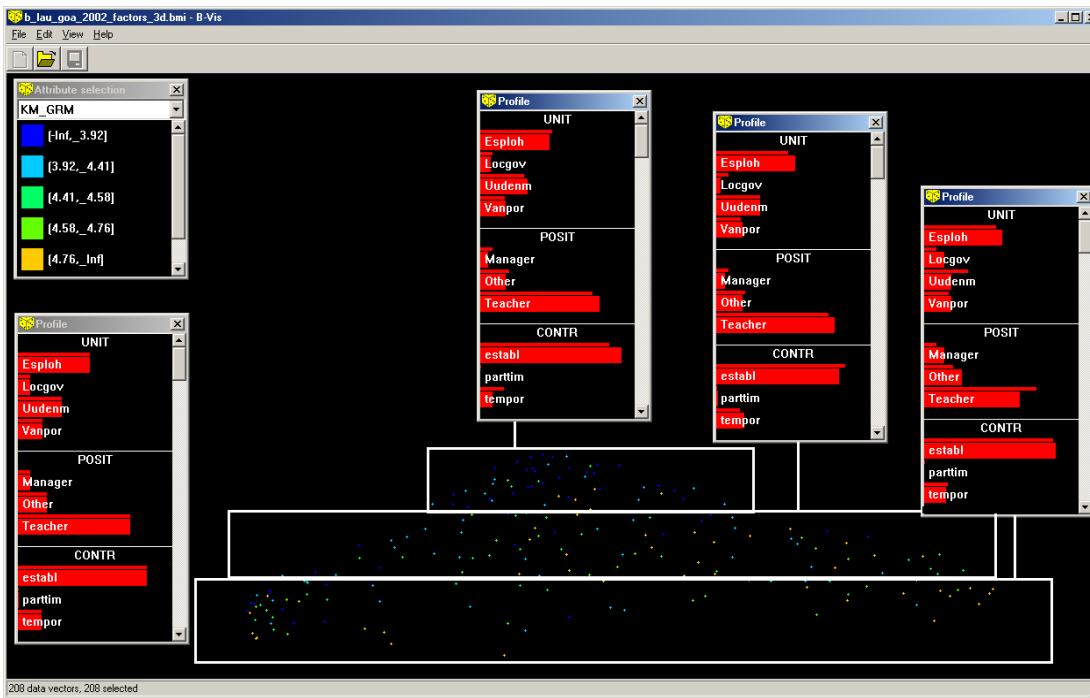 b_lau_goa_2002_factors_3d.bmi - B-Vis
File Edit View Help
Attribute selection
KM_GRM
[-Inf,_3.92]
[3.92,_4.41]
[4.41,_4.58]
[4.58,_4.76]
[4.76,_Inf]
Profile
UNIT
Esploh
Locgov
Uudenm
Vanpor
POSIT
Manager
Other
Teacher
CONTR
establ
parttim
tempor
Profile
UNIT
Esploh
Locgov
Uudenm
Vanpor
POSIT
Manager
Other
Teacher
CONTR
establ
parttim
tempor
Profile
UNIT
Esploh
Locgov
Uudenm
Vanpor
POSIT
Manager
Other
Teacher
CONTR
establ
parttim
tempor
Profile
UNIT
Esploh
Locgov
Uudenm
Vanpor
POSIT
Manager
Other
Teacher
CONTR
establ
parttim
tempor
208 data vectors, 208 selected